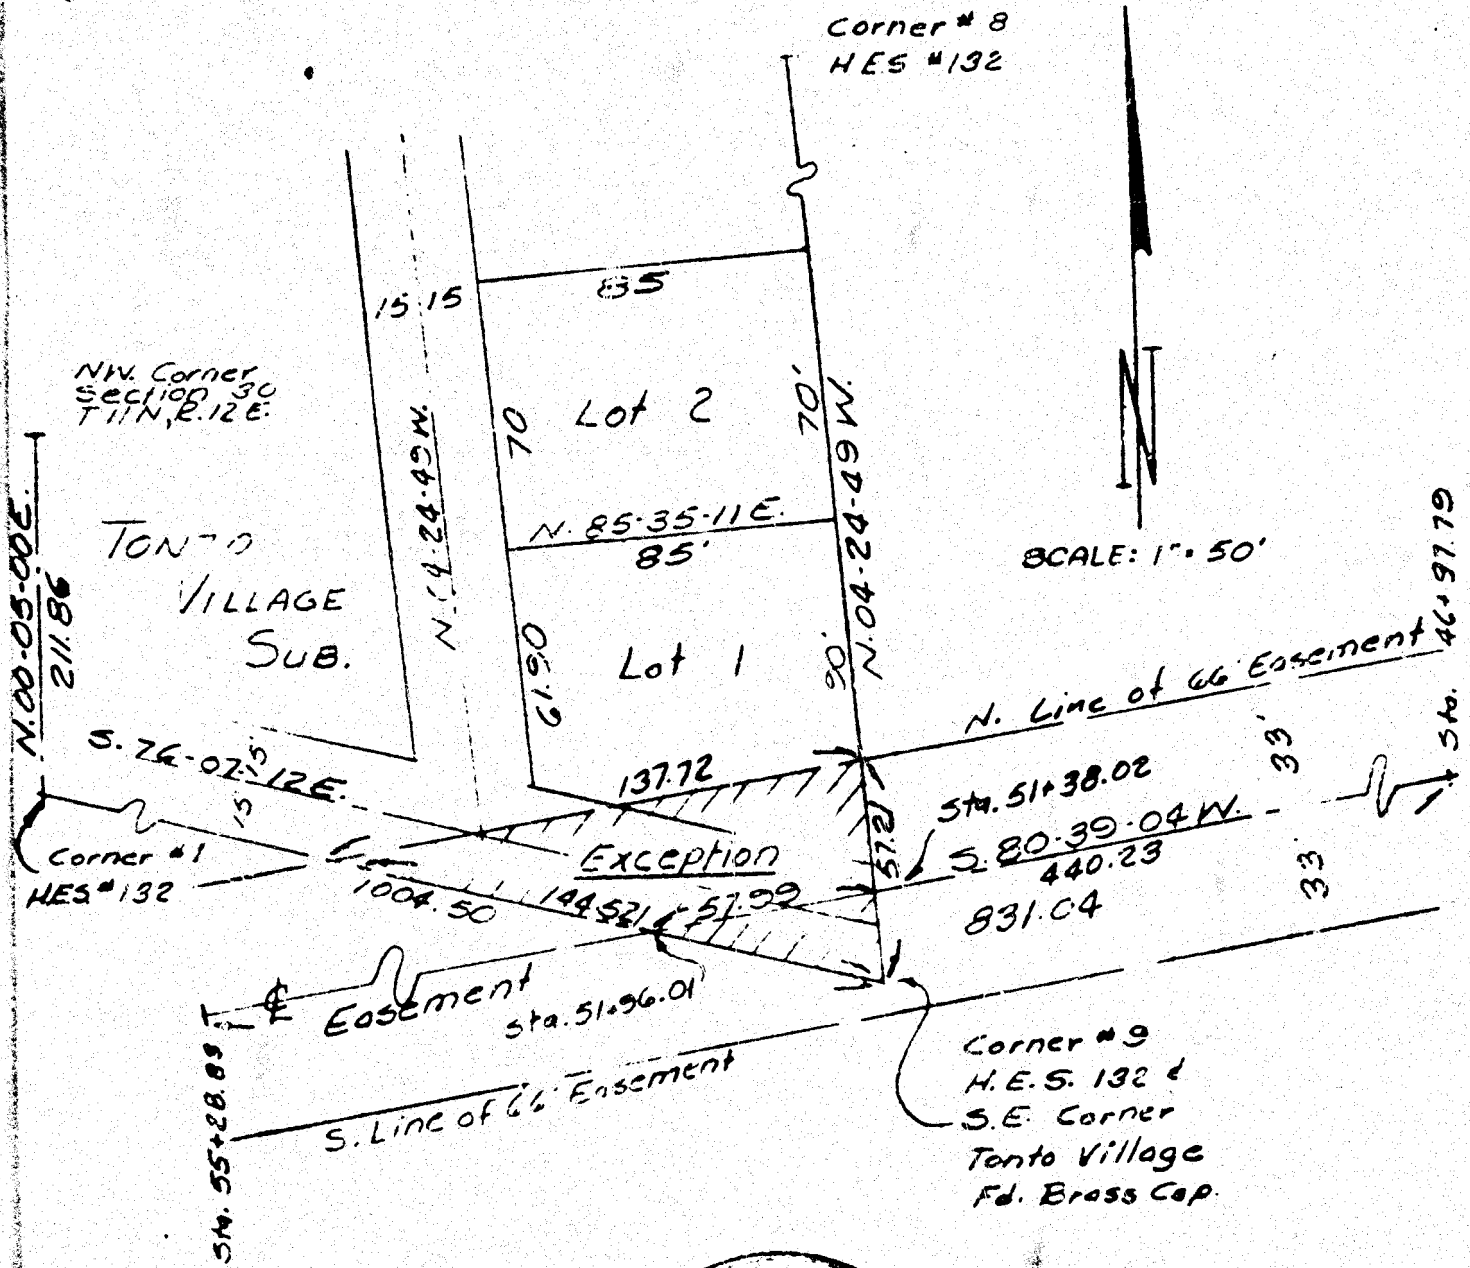 Corner # 8
HES #132
15 15
85
NW. Corner
Section 30
T11N, R.12E.
Lot 2
70
70'
N.04-24-49W.
N. 85-35-11E.
85'
N.00-05-00E.
211.86
TONTO
VILLAGE
SUB.
SCALE: 1"= 50'
Sta. 46+97.79
61.90
Lot 1
90'
N.04-24-49W.
N. Line of 66' Easement
S. 76-02-12E.
15'
15
137.72
33'
Sta. 51+38.02
S. 80-39-04W.
440.23
831.04
33
Corner #1
HES. #132
Exception
57.21
1004.50
144.521
57.99
℄ Easement
Sta. 51+96.01
Sta. 55+28.89
S. Line of 66' Easement
Corner #9
H.E.S. 132 &
S.E. Corner
Tonto Village
Fd. Brass Cap.